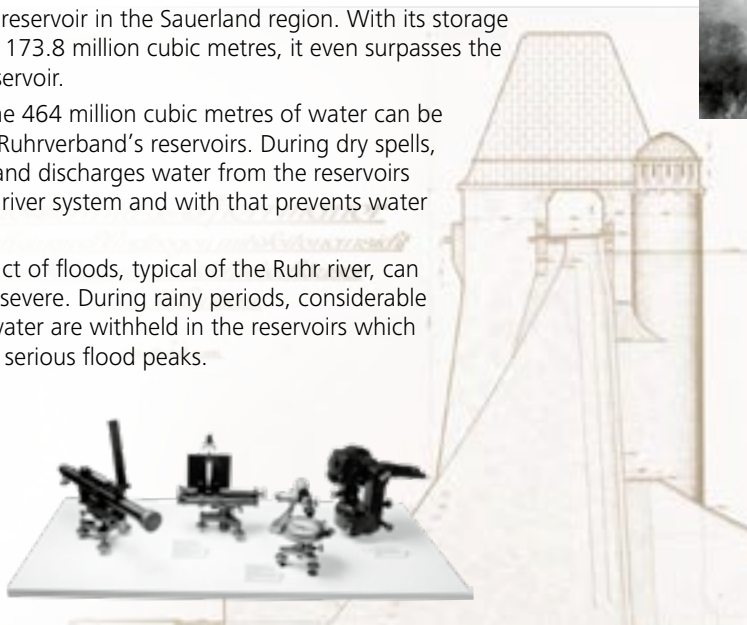 reservoir in the Sauerland region. With its storage
173.8 million cubic metres, it even surpasses the
servoir.
ne 464 million cubic metres of water can be
Ruhrverband’s reservoirs. During dry spells,
and discharges water from the reservoirs
river system and with that prevents water
ct of floods, typical of the Ruhr river, can
severe. During rainy periods, considerable
water are withheld in the reservoirs which
serious flood peaks.